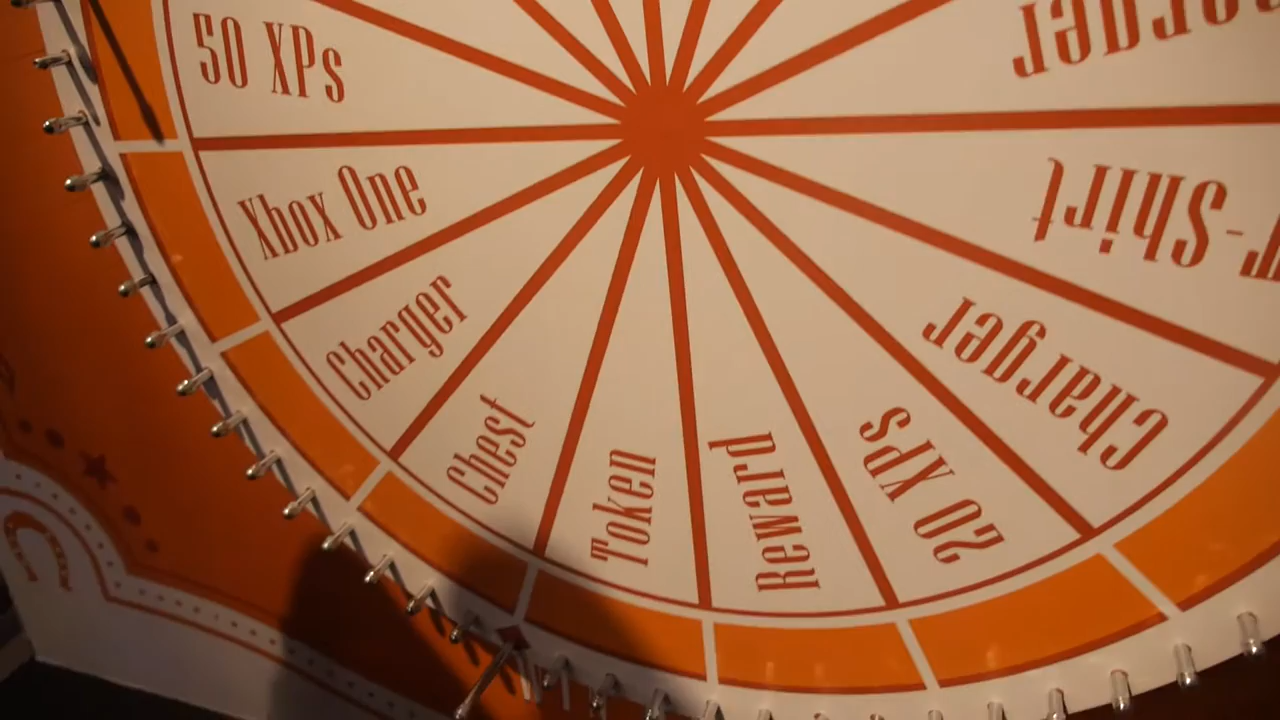 50 XPs
Xbox One
Charger
Chest
Token
Reward
20 XPs
Charger
T-Shirt